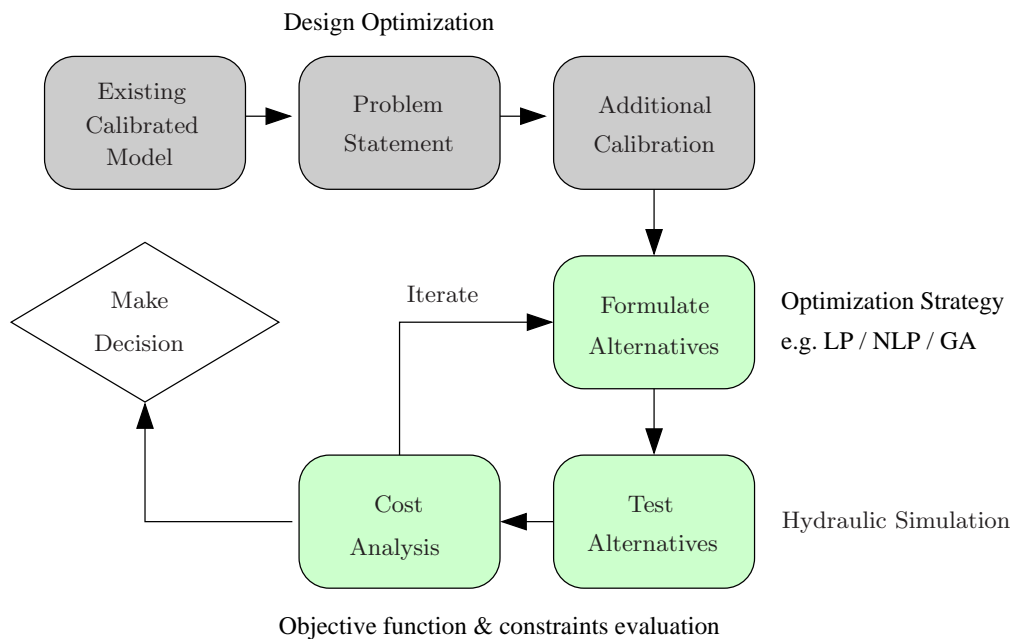 Design Optimization
Existing
Calibrated
Model
Problem
Statement
Additional
Calibration
Make
Decision
Iterate
Formulate
Alternatives
Optimization Strategy
e.g. LP / NLP / GA
Cost
Analysis
Test
Alternatives
Hydraulic Simulation
Objective function & constraints evaluation